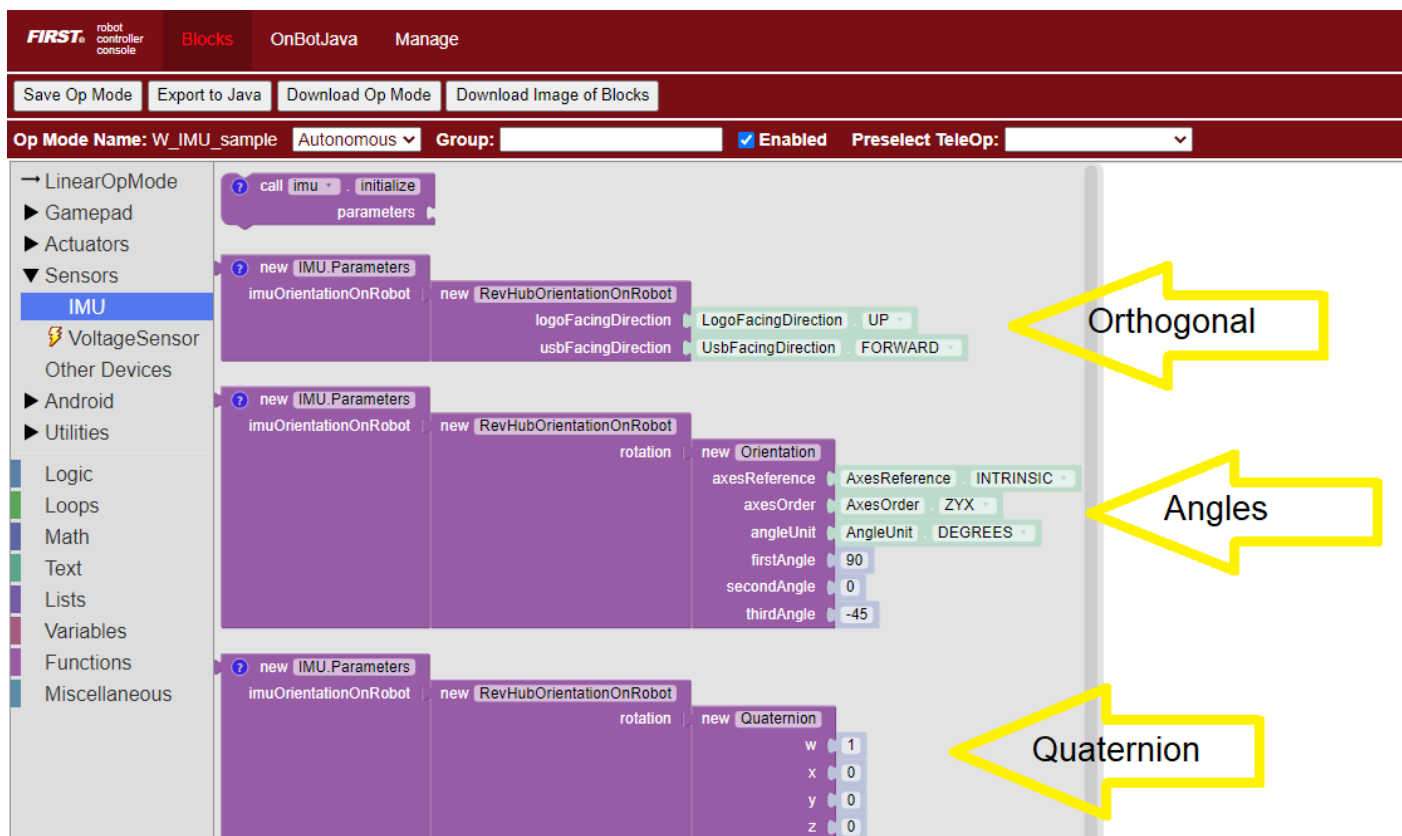 FIRST® robot controller console Blocks OnBotJava Manage
Save Op Mode Export to Java Download Op Mode Download Image of Blocks
Op Mode Name: W_IMU_sample Autonomous Group: Enabled Preselect TeleOp:
LinearOpMode
Gamepad
Actuators
Sensors
IMU
VoltageSensor
Other Devices
Android
Utilities
Logic
Loops
Math
Text
Lists
Variables
Functions
Miscellaneous
? call imu . initialize
parameters
? new IMU.Parameters
imuOrientationOnRobot new RevHubOrientationOnRobot
logoFacingDirection LogoFacingDirection . UP
usbFacingDirection UsbFacingDirection . FORWARD
Orthogonal
? new IMU.Parameters
imuOrientationOnRobot new RevHubOrientationOnRobot
rotation new Orientation
axesReference AxesReference . INTRINSIC
axesOrder AxesOrder . ZYX
angleUnit AngleUnit . DEGREES
firstAngle 90
secondAngle 0
thirdAngle -45
Angles
? new IMU.Parameters
imuOrientationOnRobot new RevHubOrientationOnRobot
rotation new Quaternion
w 1
x 0
y 0
z 0
Quaternion